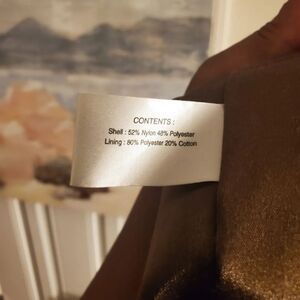 CONTENTS :
Shell : 52% Nylon 48% Polyester
Lining : 80% Polyester 20% Cotton